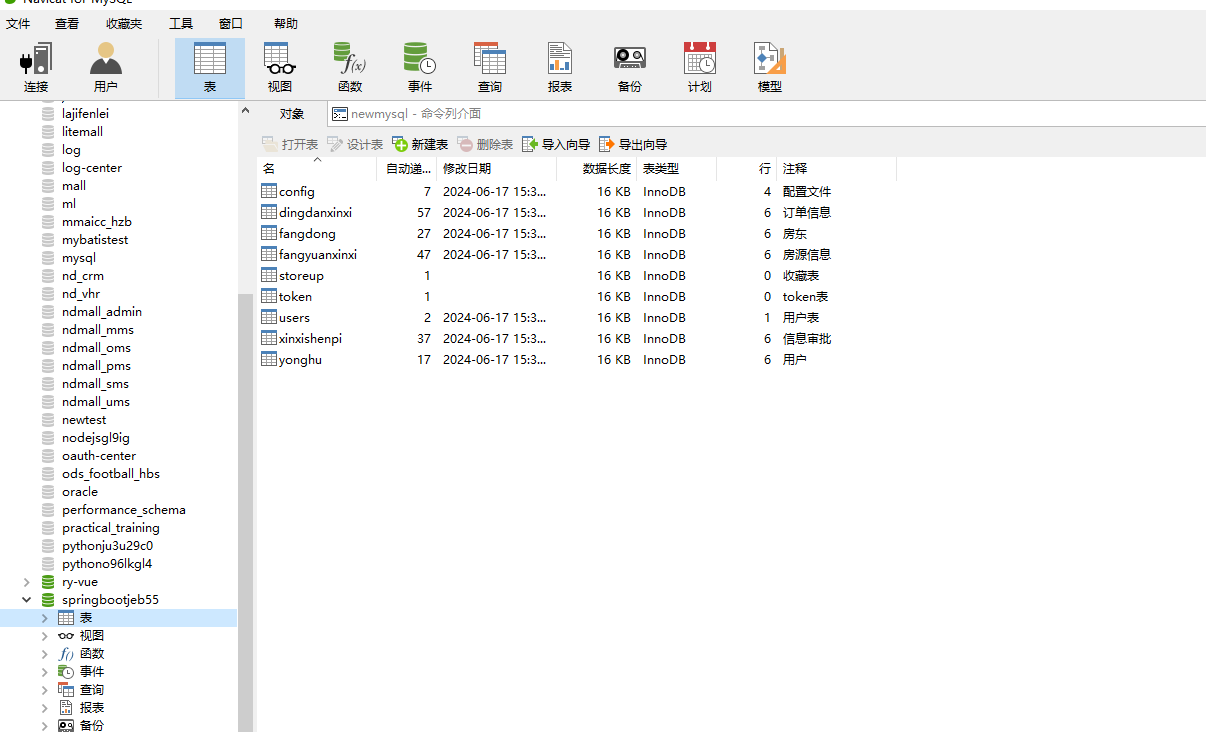 Navicat for MySQL
文件 查看 收藏夹 工具 窗口 帮助
连接 用户 表 视图 函数 事件 查询 报表 备份 计划 模型
lajifenlei
litemall
log
log-center
mall
ml
mmaicc_hzb
mybatistest
mysql
nd_crm
nd_vhr
ndmall_admin
ndmall_mms
ndmall_oms
ndmall_pms
ndmall_sms
ndmall_ums
newtest
nodejsgl9ig
oauth-center
ods_football_hbs
oracle
performance_schema
practical_training
pythonju3u29c0
pythono96lkgl4
ry-vue
springbootjeb55
表
视图
函数
事件
查询
报表
备份
对象 newmysql - 命令列介面
打开表 设计表 新建表 删除表 导入向导 导出向导
名 自动递... 修改日期 数据长度 表类型 行 注释
config 7 2024-06-17 15:3... 16 KB InnoDB 4 配置文件
dingdanxinxi 57 2024-06-17 15:3... 16 KB InnoDB 6 订单信息
fangdong 27 2024-06-17 15:3... 16 KB InnoDB 6 房东
fangyuanxinxi 47 2024-06-17 15:3... 16 KB InnoDB 6 房源信息
storeup 1 16 KB InnoDB 0 收藏表
token 1 16 KB InnoDB 0 token表
users 2 2024-06-17 15:3... 16 KB InnoDB 1 用户表
xinxishenpi 37 2024-06-17 15:3... 16 KB InnoDB 6 信息审批
yonghu 17 2024-06-17 15:3... 16 KB InnoDB 6 用户